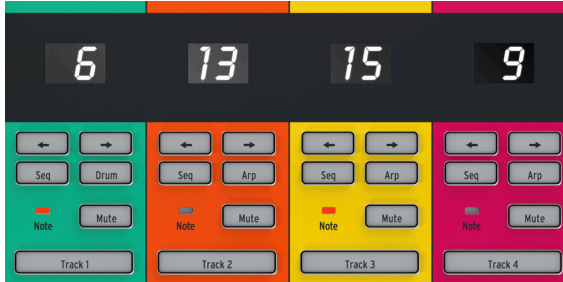 6 13 15 9
← → ← → ← → ← →
Seq Drum Seq Arp Seq Arp Seq Arp
Note Mute Note Mute Note Mute Note Mute
Track 1 Track 2 Track 3 Track 4